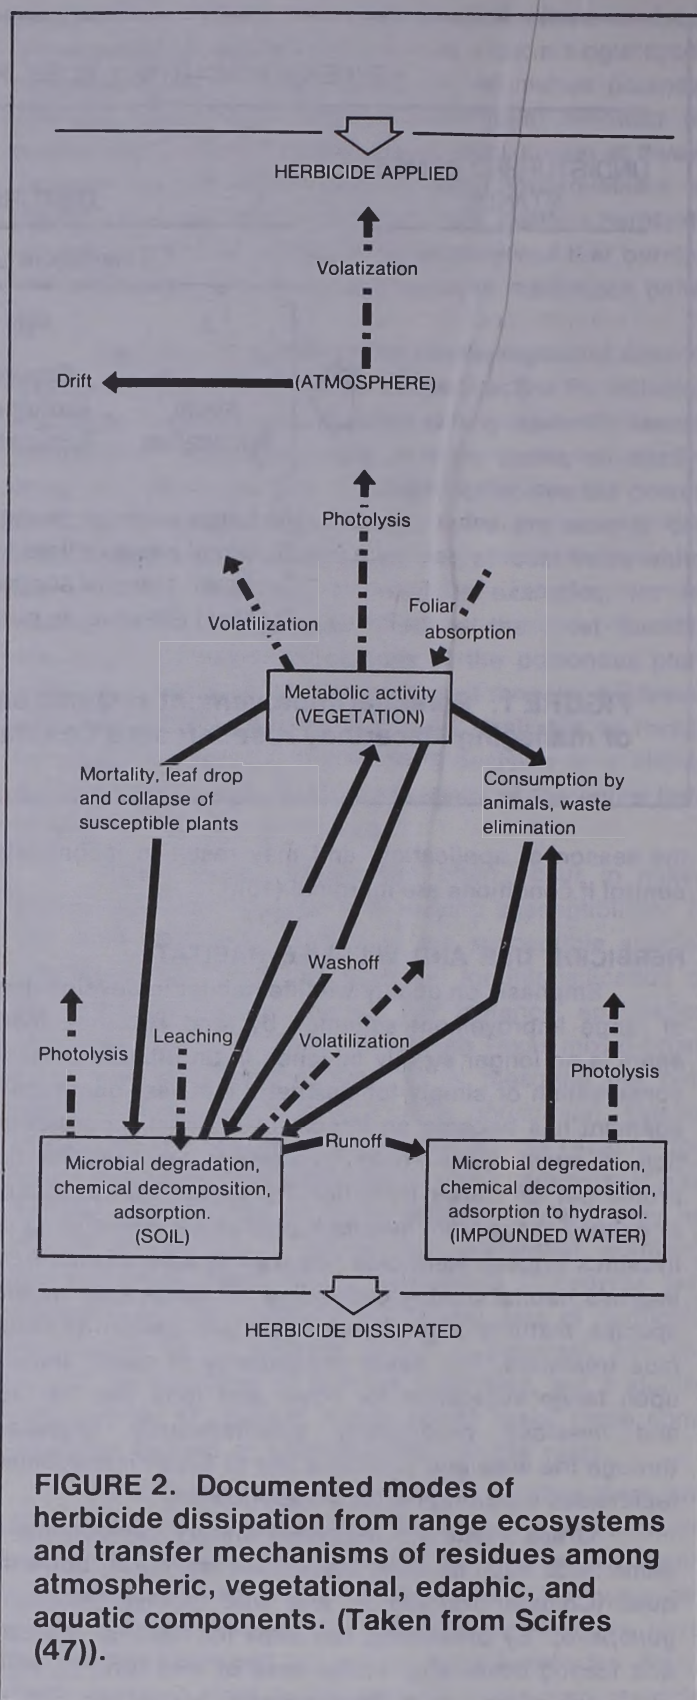 HERBICIDE APPLIED
Volatization
Drift
(ATMOSPHERE)
Photolysis
Volatilization
Foliar
absorption
Metabolic activity
(VEGETATION)
Mortality, leaf drop
and collapse of
susceptible plants
Consumption by
animals, waste
elimination
Washoff
Photolysis
Leaching
Volatilization
Photolysis
Runoff
Microbial degradation,
chemical decomposition,
adsorption.
(SOIL)
Microbial degredation,
chemical decomposition,
adsorption to hydrasol.
(IMPOUNDED WATER)
HERBICIDE DISSIPATED
FIGURE 2. Documented modes of
herbicide dissipation from range ecosystems
and transfer mechanisms of residues among
atmospheric, vegetational, edaphic, and
aquatic components. (Taken from Scifres
(47)).